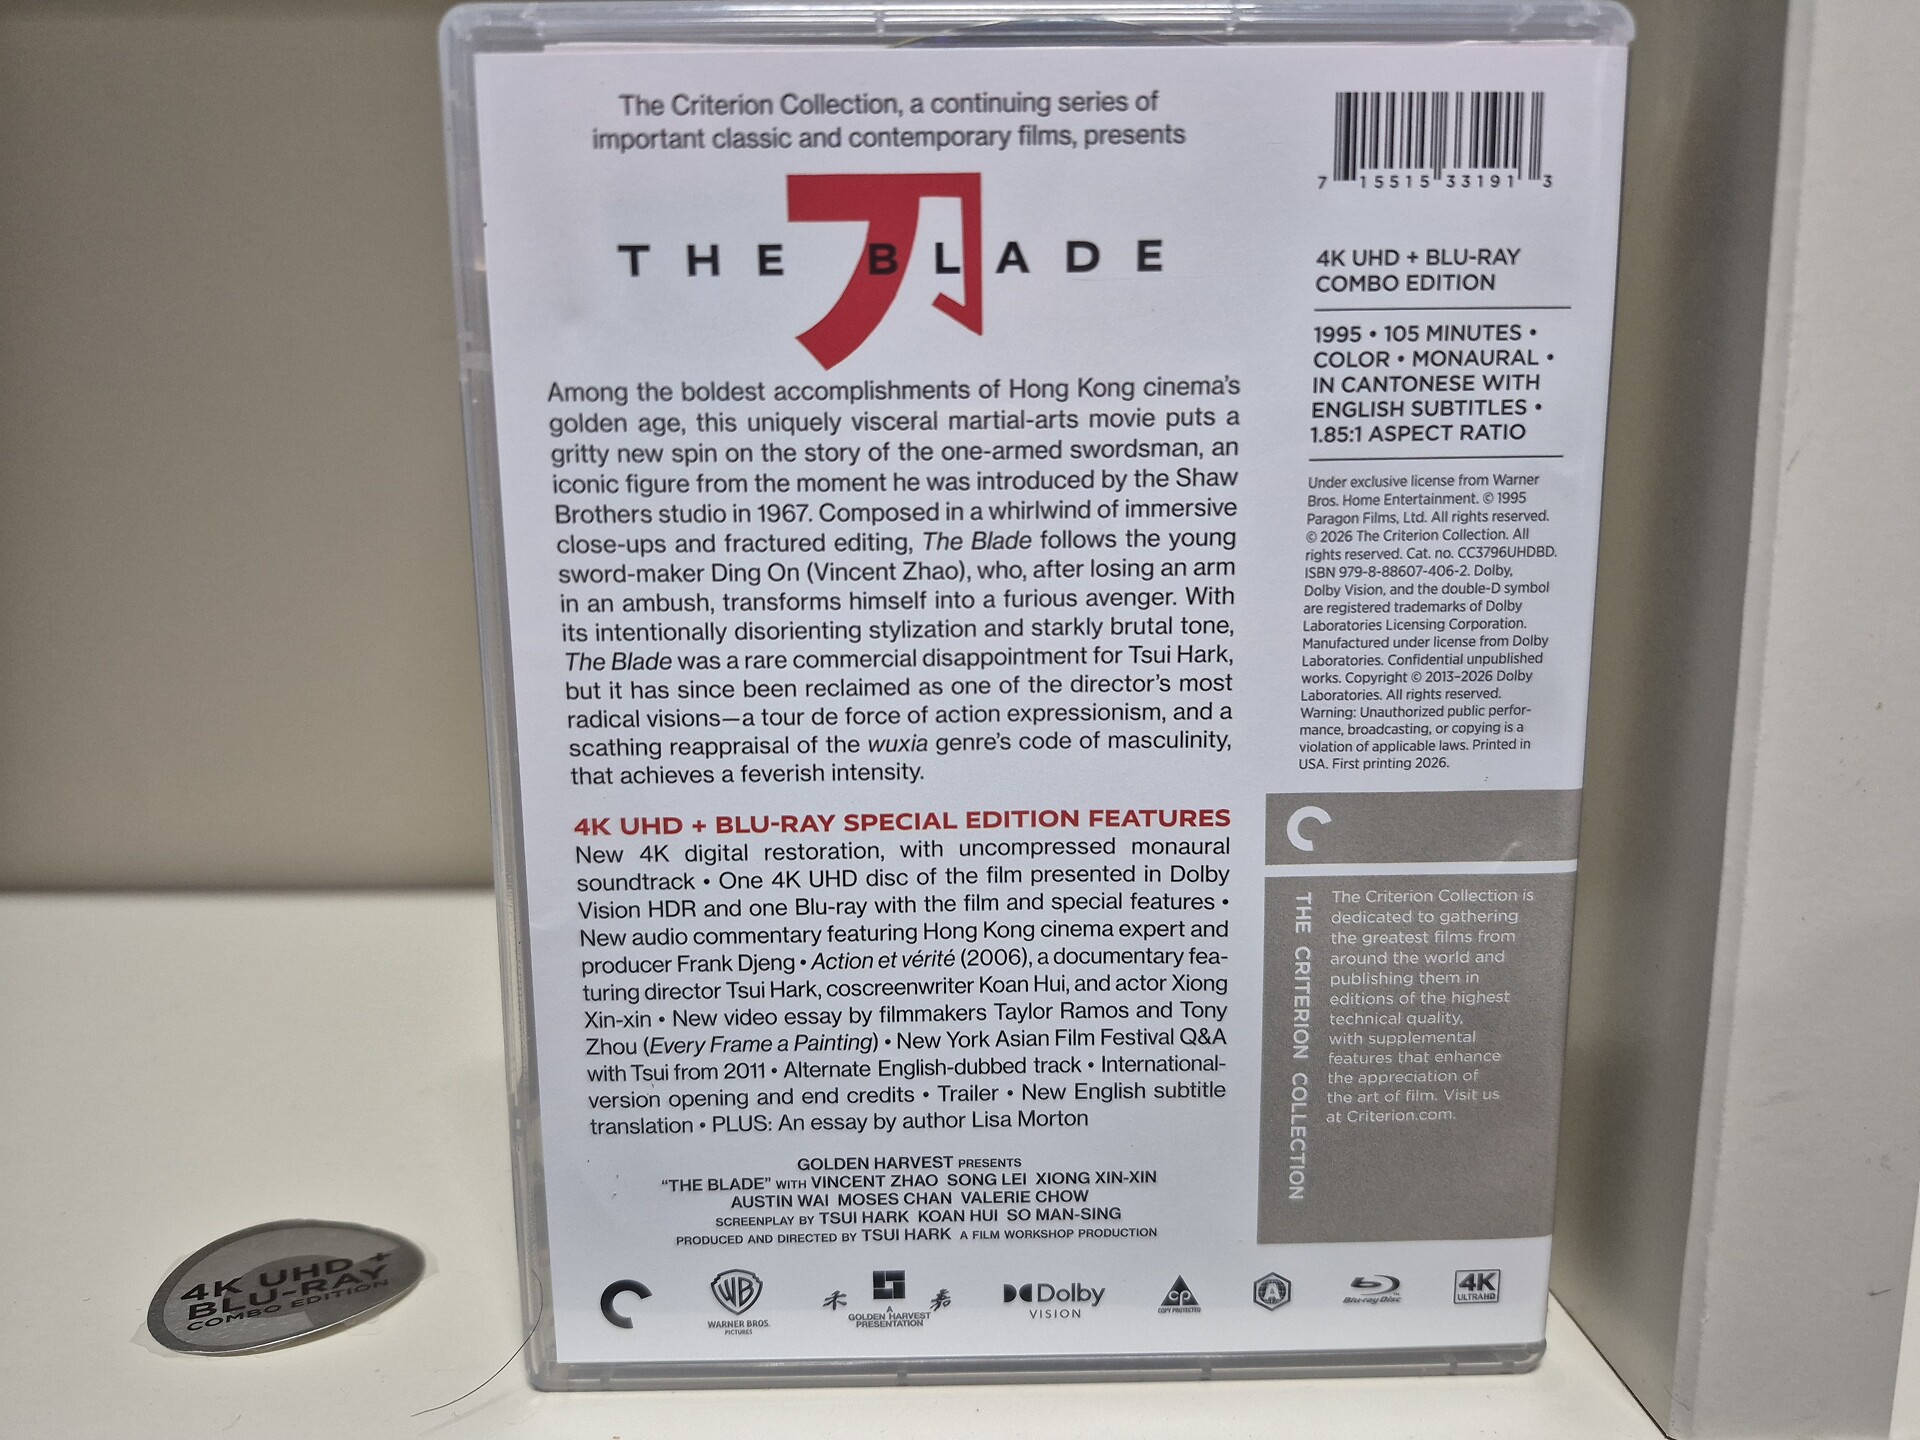 The Criterion Collection, a continuing series of
important classic and contemporary films, presents
刀
THE BLADE
Among the boldest accomplishments of Hong Kong cinema's
golden age, this uniquely visceral martial-arts movie puts a
gritty new spin on the story of the one-armed swordsman, an
iconic figure from the moment he was introduced by the Shaw
Brothers studio in 1967. Composed in a whirlwind of immersive
close-ups and fractured editing, The Blade follows the young
sword-maker Ding On (Vincent Zhao), who, after losing an arm
in an ambush, transforms himself into a furious avenger. With
its intentionally disorienting stylization and starkly brutal tone,
The Blade was a rare commercial disappointment for Tsui Hark,
but it has since been reclaimed as one of the director's most
radical visions—a tour de force of action expressionism, and a
scathing reappraisal of the wuxia genre's code of masculinity,
that achieves a feverish intensity.
4K UHD + BLU-RAY SPECIAL EDITION FEATURES
New 4K digital restoration, with uncompressed monaural
soundtrack • One 4K UHD disc of the film presented in Dolby
Vision HDR and one Blu-ray with the film and special features •
New audio commentary featuring Hong Kong cinema expert and
producer Frank Djeng • Action et vérité (2006), a documentary fea-
turing director Tsui Hark, coscreenwriter Koan Hui, and actor Xiong
Xin-xin • New video essay by filmmakers Taylor Ramos and Tony
Zhou (Every Frame a Painting) • New York Asian Film Festival Q&A
with Tsui from 2011 • Alternate English-dubbed track • International-
version opening and end credits • Trailer • New English subtitle
translation • PLUS: An essay by author Lisa Morton
GOLDEN HARVEST PRESENTS
"THE BLADE" WITH VINCENT ZHAO SONG LEI XIONG XIN-XIN
AUSTIN WAI MOSES CHAN VALERIE CHOW
SCREENPLAY BY TSUI HARK KOAN HUI SO MAN-SING
PRODUCED AND DIRECTED BY TSUI HARK A FILM WORKSHOP PRODUCTION
7 15515 33191 3
4K UHD + BLU-RAY
COMBO EDITION
1995 • 105 MINUTES •
COLOR • MONAURAL •
IN CANTONESE WITH
ENGLISH SUBTITLES •
1.85:1 ASPECT RATIO
Under exclusive license from Warner
Bros. Home Entertainment. © 1995
Paragon Films, Ltd. All rights reserved.
© 2026 The Criterion Collection. All
rights reserved. Cat. no. CC3796UHDBD.
ISBN 979-8-88607-406-2. Dolby,
Dolby Vision, and the double-D symbol
are registered trademarks of Dolby
Laboratories Licensing Corporation.
Manufactured under license from Dolby
Laboratories. Confidential unpublished
works. Copyright © 2013–2026 Dolby
Laboratories. All rights reserved.
Warning: Unauthorized public perfor-
mance, broadcasting, or copying is a
violation of applicable laws. Printed in
USA. First printing 2026.
THE CRITERION COLLECTION
The Criterion Collection is
dedicated to gathering
the greatest films from
around the world and
publishing them in
editions of the highest
technical quality,
with supplemental
features that enhance
the appreciation of
the art of film. Visit us
at Criterion.com.
WB
WARNER BROS.
PICTURES
禾 嘉
A
GOLDEN HARVEST
PRESENTATION
Dolby
VISION
CP
COPY PROTECTED
A
Blu-ray Disc
4K
ULTRA HD
4K UHD +
BLU-RAY
COMBO EDITION